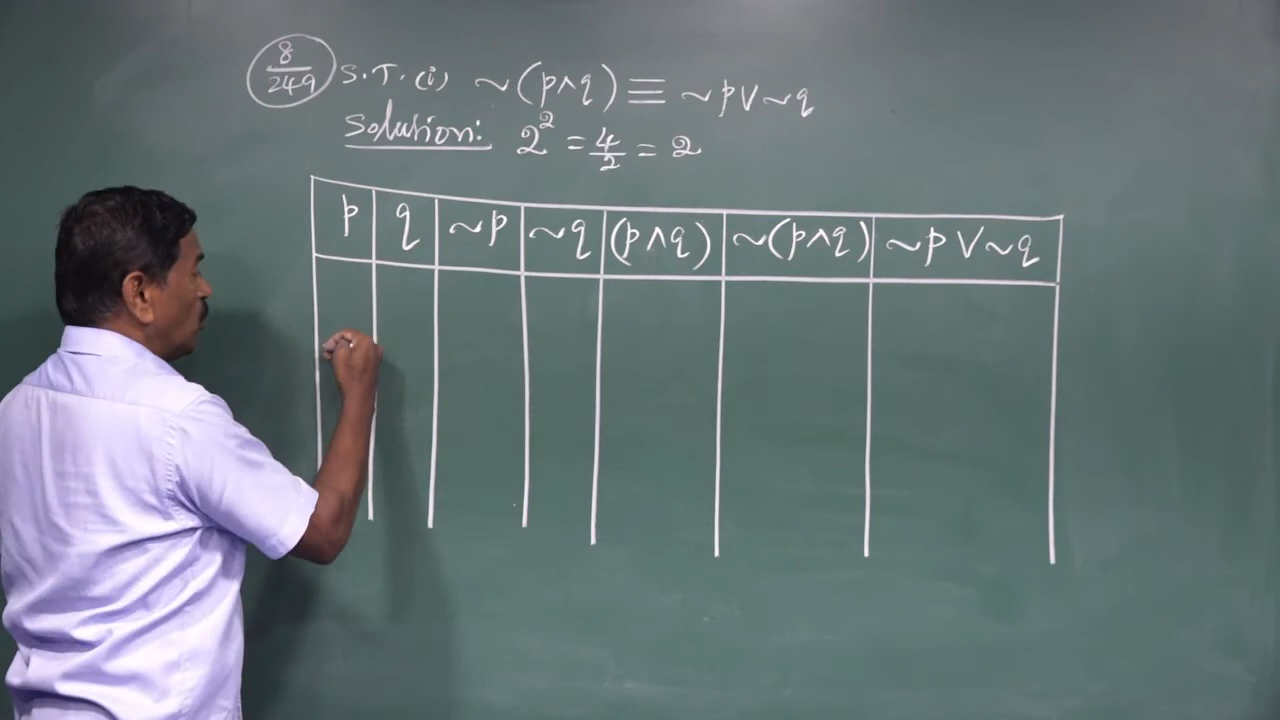 8/249 S.T. (i) ~(p∧q) ≡ ~p∨~q
Solution: 2² = 4/2 = 2
p q ~p ~q (p∧q) ~(p∧q) ~p∨~q